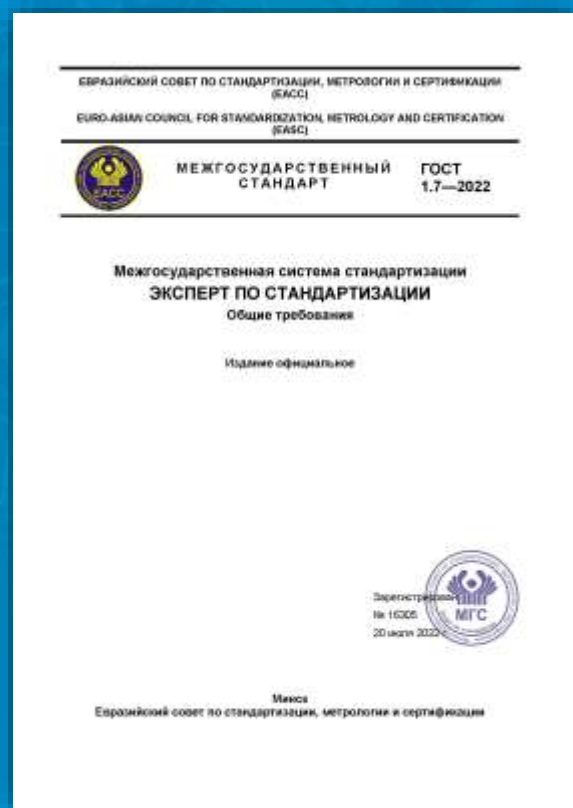 ЕВРАЗИЙСКИЙ СОВЕТ ПО СТАНДАРТИЗАЦИИ, МЕТРОЛОГИИ И СЕРТИФИКАЦИИ
(ЕАСС)
EURO-ASIAN COUNCIL FOR STANDARDIZATION, METROLOGY AND CERTIFICATION
(EASC)
ЕАСС
МЕЖГОСУДАРСТВЕННЫЙ
СТАНДАРТ
ГОСТ
1.7—2022
Межгосударственная система стандартизации
ЭКСПЕРТ ПО СТАНДАРТИЗАЦИИ
Общие требования
Издание официальное
Зарегистрирован
№ 16305
20 июля 2022 г.
МГС
Минск
Евразийский совет по стандартизации, метрологии и сертификации